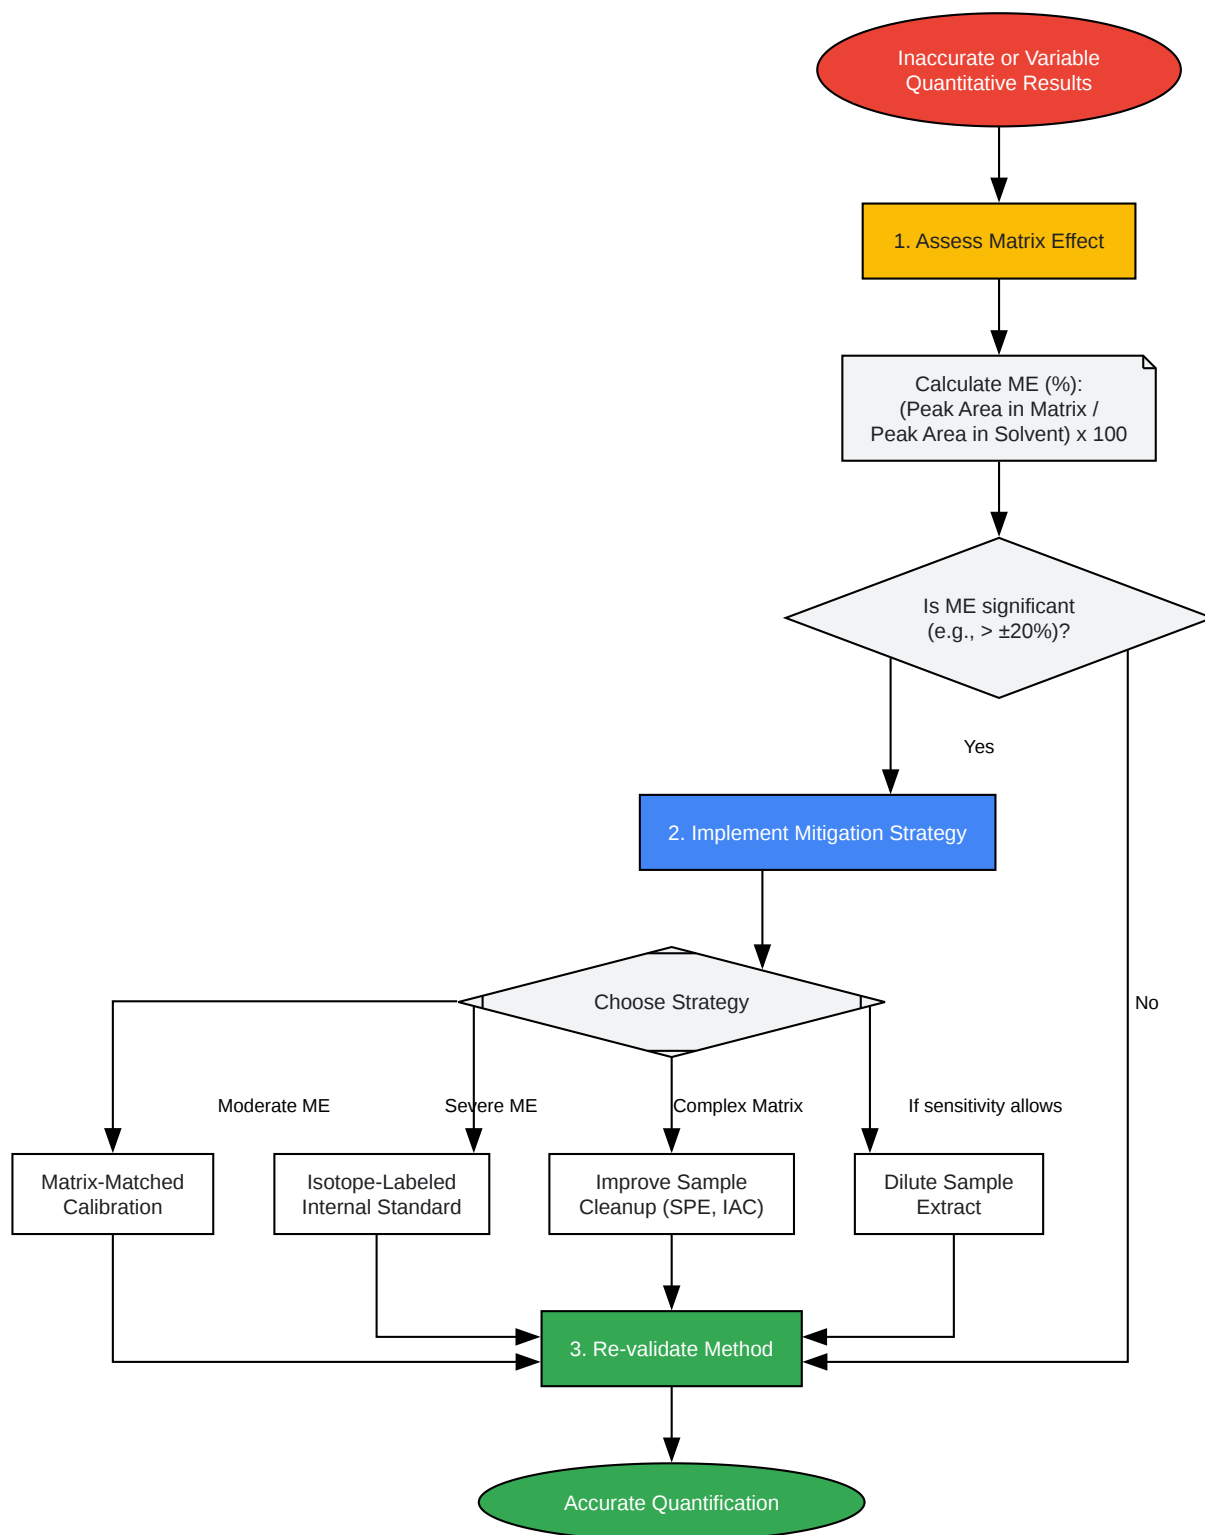 Inaccurate or Variable
Quantitative Results
1. Assess Matrix Effect
Calculate ME (%):
(Peak Area in Matrix /
Peak Area in Solvent) x 100
Is ME significant
(e.g., > ±20%)?
Yes
2. Implement Mitigation Strategy
Choose Strategy
No
Moderate ME
Severe ME
Complex Matrix
If sensitivity allows
Matrix-Matched
Calibration
Isotope-Labeled
Internal Standard
Improve Sample
Cleanup (SPE, IAC)
Dilute Sample
Extract
3. Re-validate Method
Accurate Quantification